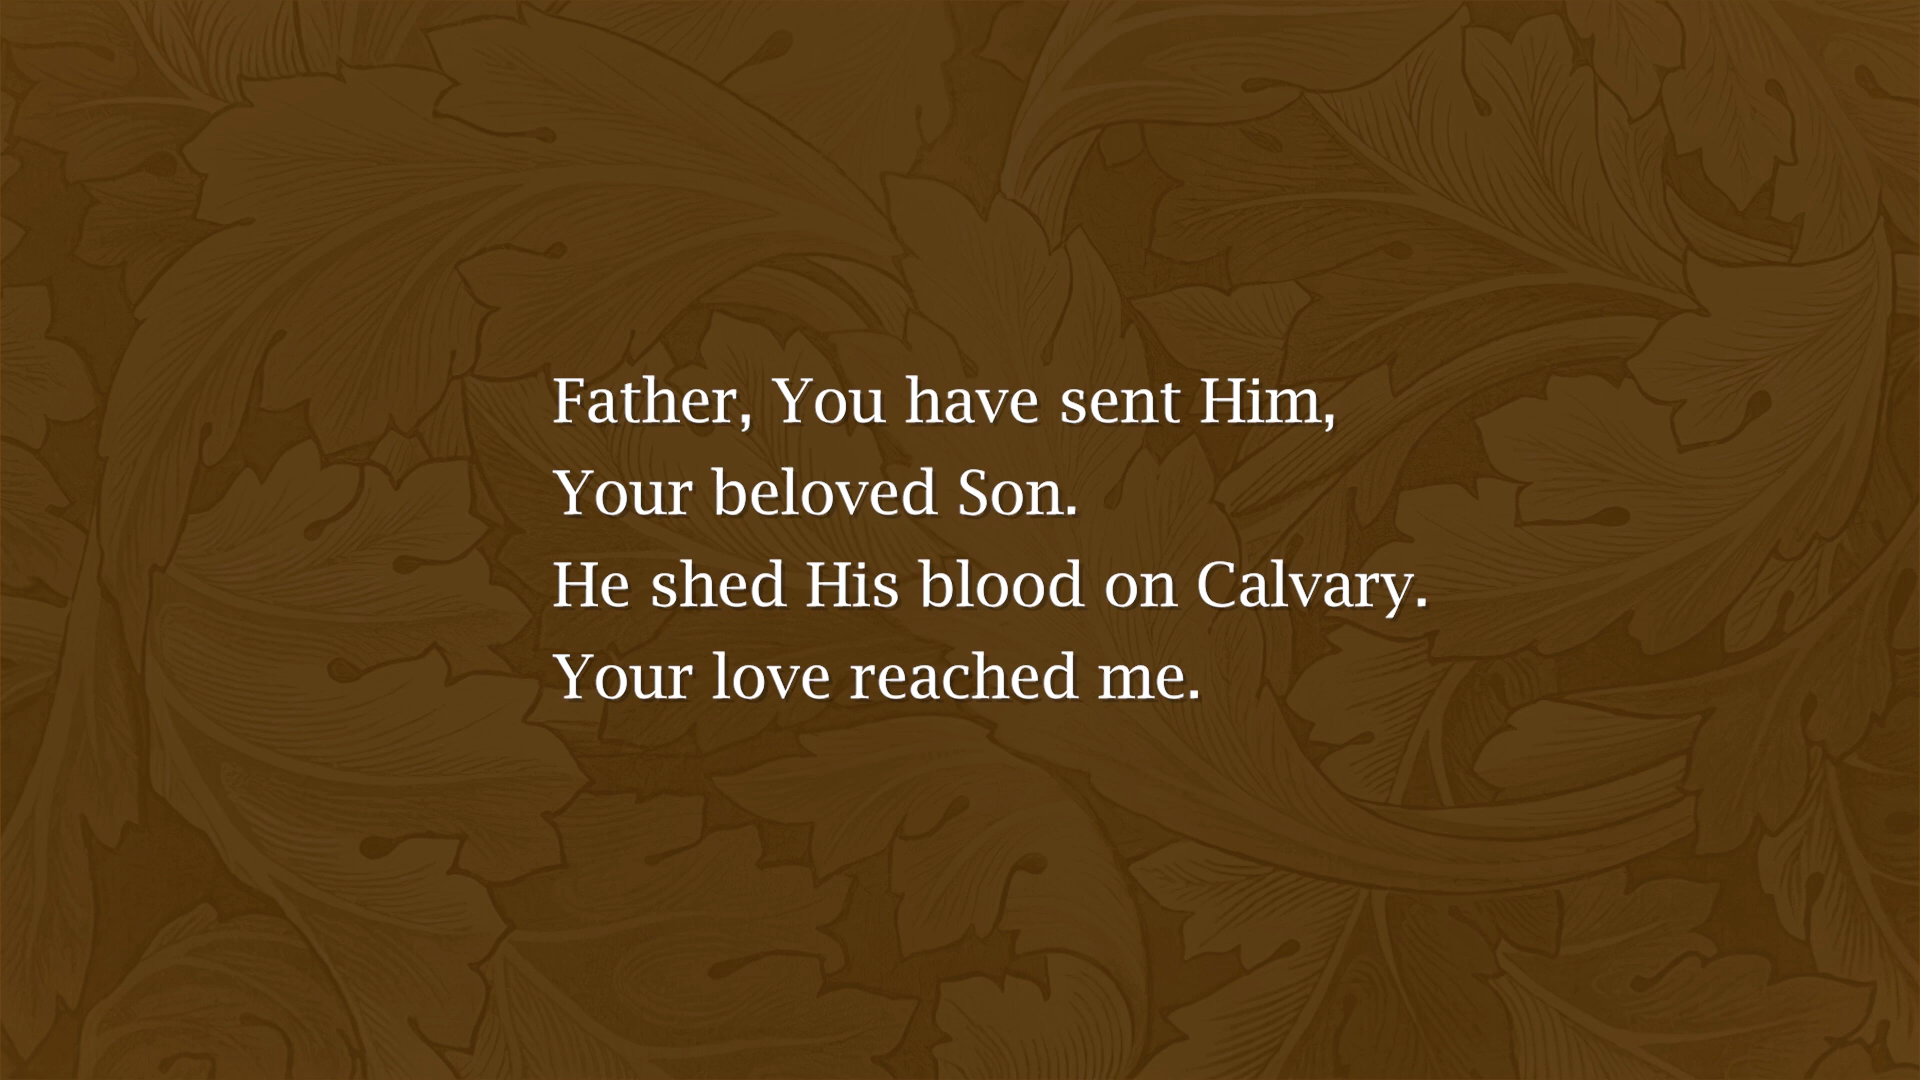 Father, You have sent Him,
Your beloved Son.
He shed His blood on Calvary.
Your love reached me.